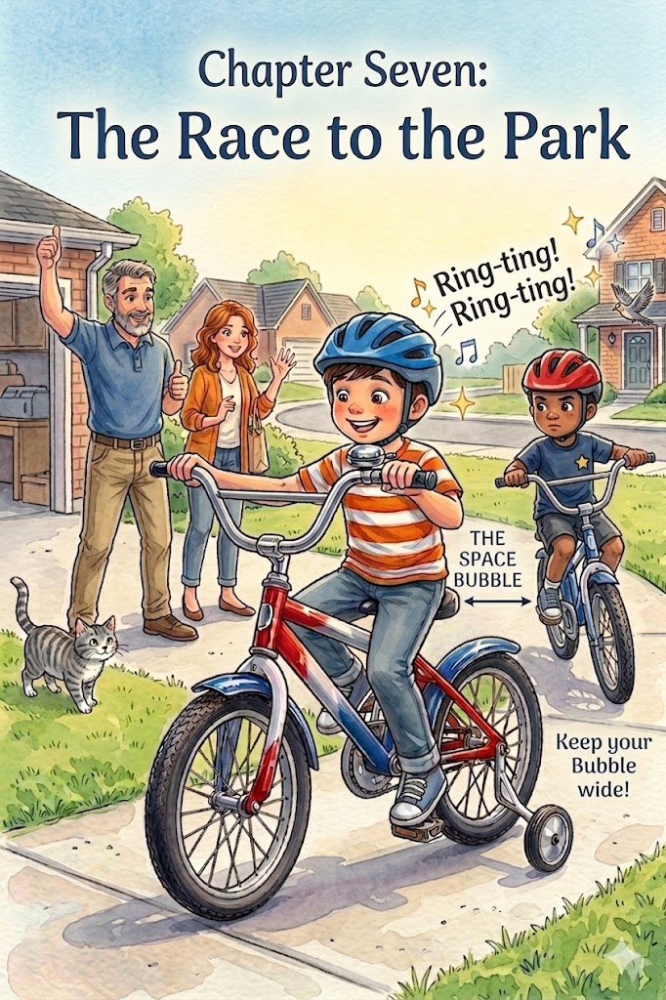 Chapter Seven:
The Race to the Park
Ring-ting!
Ring-ting!
THE
SPACE
BUBBLE
Keep your
Bubble
wide!